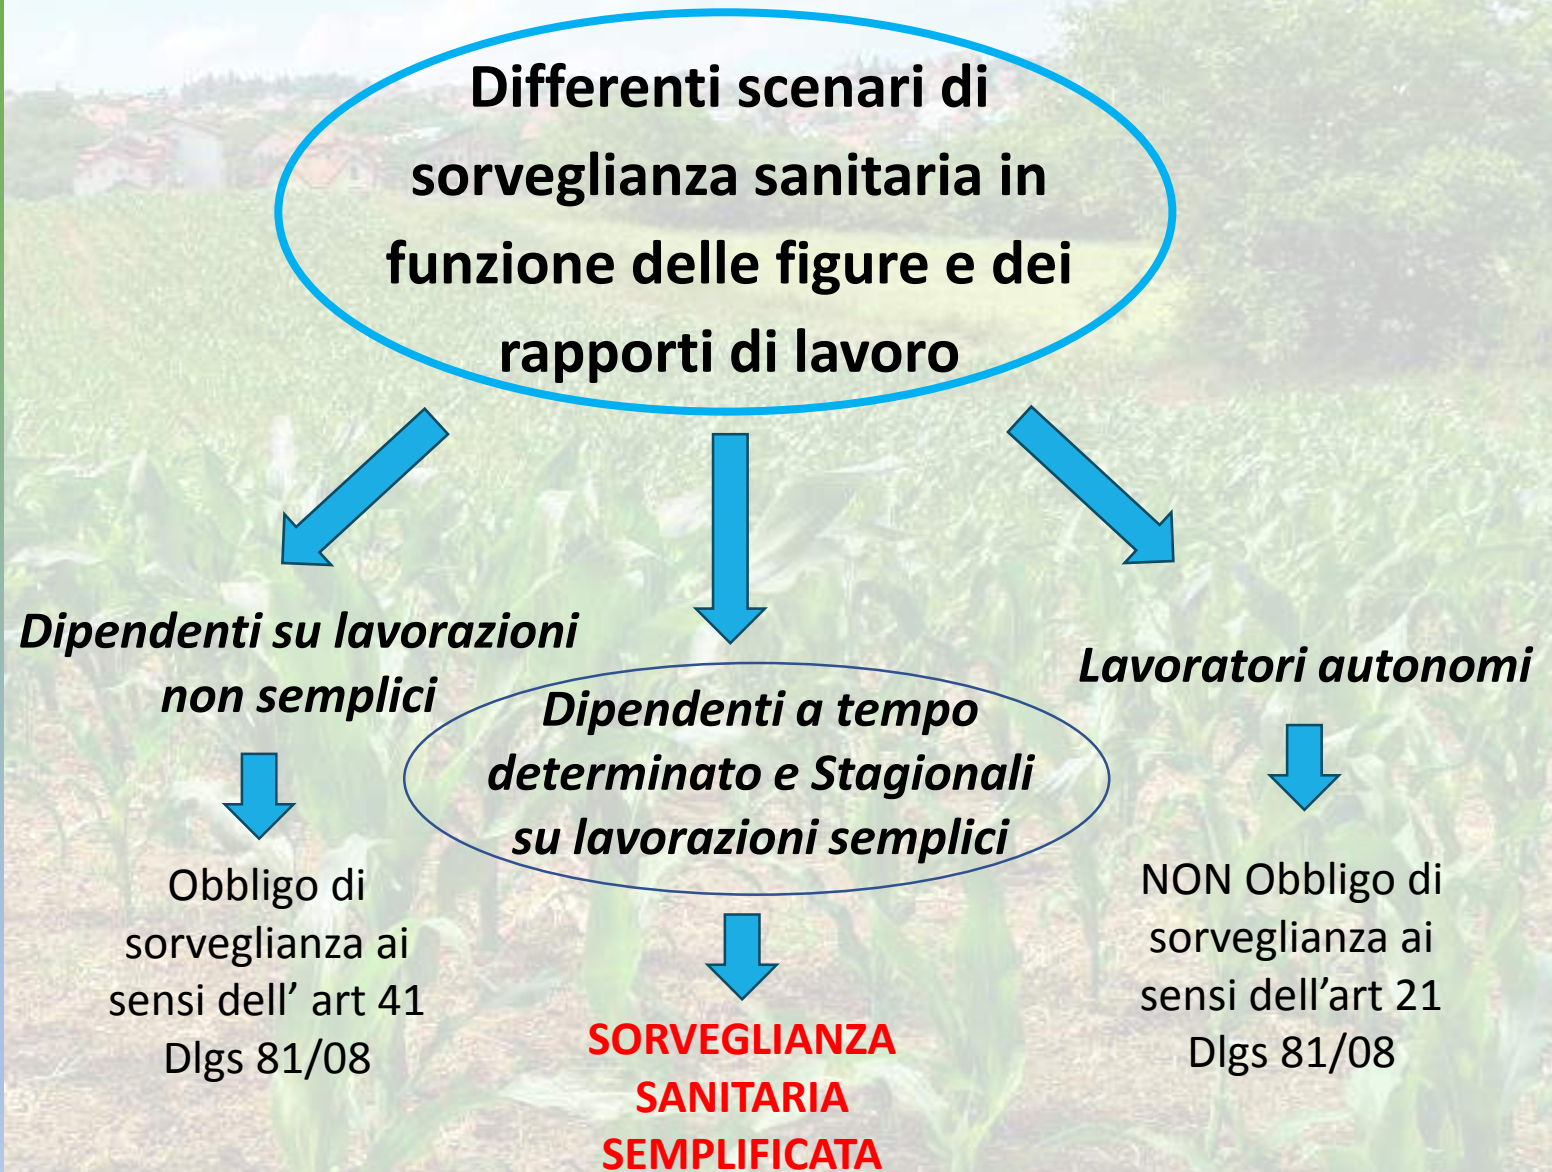 Differenti scenari di
sorveglianza sanitaria in
funzione delle figure e dei
rapporti di lavoro
Dipendenti su lavorazioni
non semplici
Obbligo di
sorveglianza ai
sensi dell’ art 41
Dlgs 81/08
Dipendenti a tempo
determinato e Stagionali
su lavorazioni semplici
SORVEGLIANZA
SANITARIA
SEMPLIFICATA
Lavoratori autonomi
NON Obbligo di
sorveglianza ai
sensi dell’art 21
Dlgs 81/08